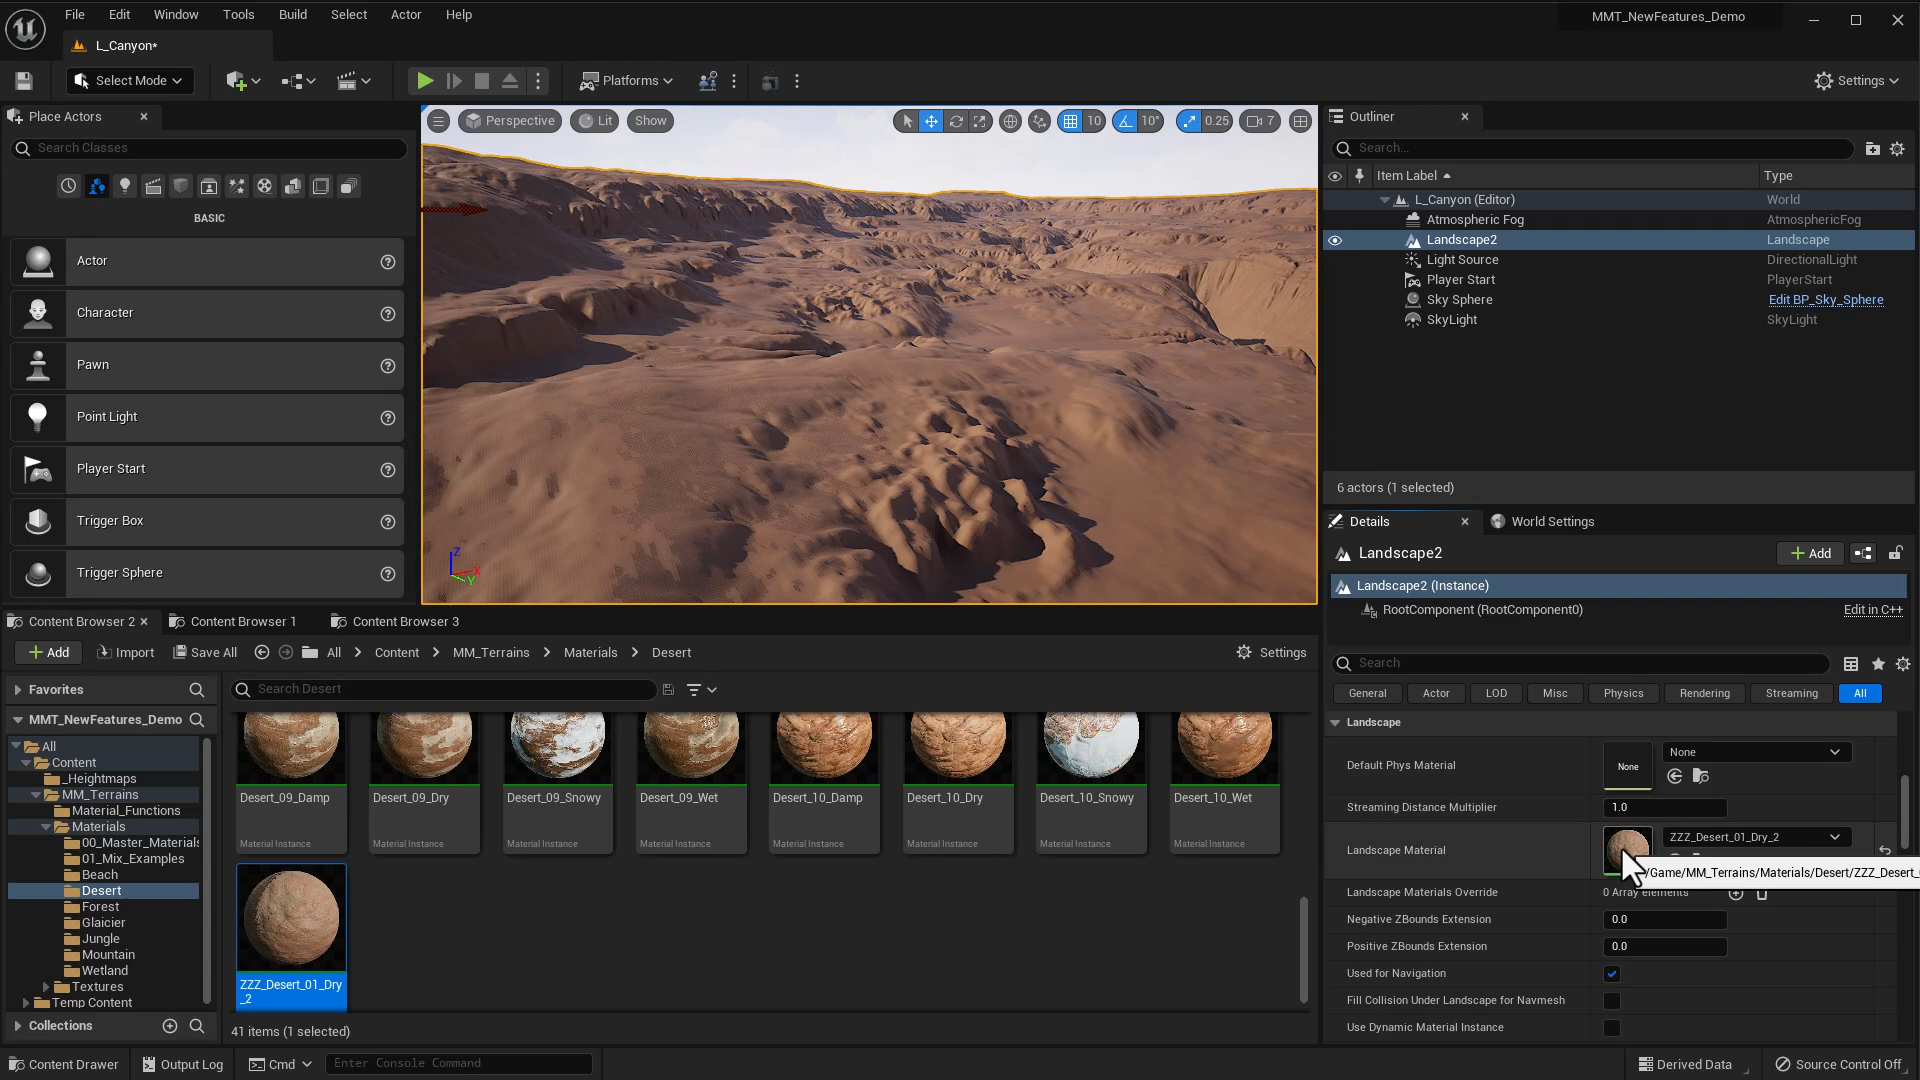 File Edit Window Tools Build Select Actor Help
MMT_NewFeatures_Demo
L_Canyon*
Select Mode
Platforms
Settings
Place Actors
Search Classes
BASIC
Actor
Character
Pawn
Point Light
Player Start
Trigger Box
Trigger Sphere
Perspective Lit Show
10 10° 0.25 7
Z
X
Y
Outliner
Search...
Item Label Type
L_Canyon (Editor) World
Atmospheric Fog AtmosphericFog
Landscape2 Landscape
Light Source DirectionalLight
Player Start PlayerStart
Sky Sphere Edit BP_Sky_Sphere
SkyLight SkyLight
6 actors (1 selected)
Details World Settings
Landscape2
Add
Landscape2 (Instance)
RootComponent (RootComponent0) Edit in C++
Search
General Actor LOD Misc Physics Rendering Streaming All
Landscape
Default Phys Material None None
Streaming Distance Multiplier 1.0
Landscape Material ZZZ_Desert_01_Dry_2
/Game/MM_Terrains/Materials/Desert/ZZZ_Desert_
Landscape Materials Override 0 Array elements
Negative ZBounds Extension 0.0
Positive ZBounds Extension 0.0
Used for Navigation
Fill Collision Under Landscape for Navmesh
Use Dynamic Material Instance
Content Browser 2 Content Browser 1 Content Browser 3
Add Import Save All All Content MM_Terrains Materials Desert Settings
Favorites
MMT_NewFeatures_Demo
All
Content
_Heightmaps
MM_Terrains
Material_Functions
Materials
00_Master_Materials
01_Mix_Examples
Beach
Desert
Forest
Glaicier
Jungle
Mountain
Wetland
Textures
Temp Content
Collections
Search Desert
Desert_09_Damp Desert_09_Dry Desert_09_Snowy Desert_09_Wet Desert_10_Damp Desert_10_Dry Desert_10_Snowy Desert_10_Wet
Material Instance Material Instance Material Instance Material Instance Material Instance Material Instance Material Instance Material Instance
ZZZ_Desert_01_Dry
_2
41 items (1 selected)
Content Drawer Output Log Cmd Enter Console Command
Derived Data Source Control Off